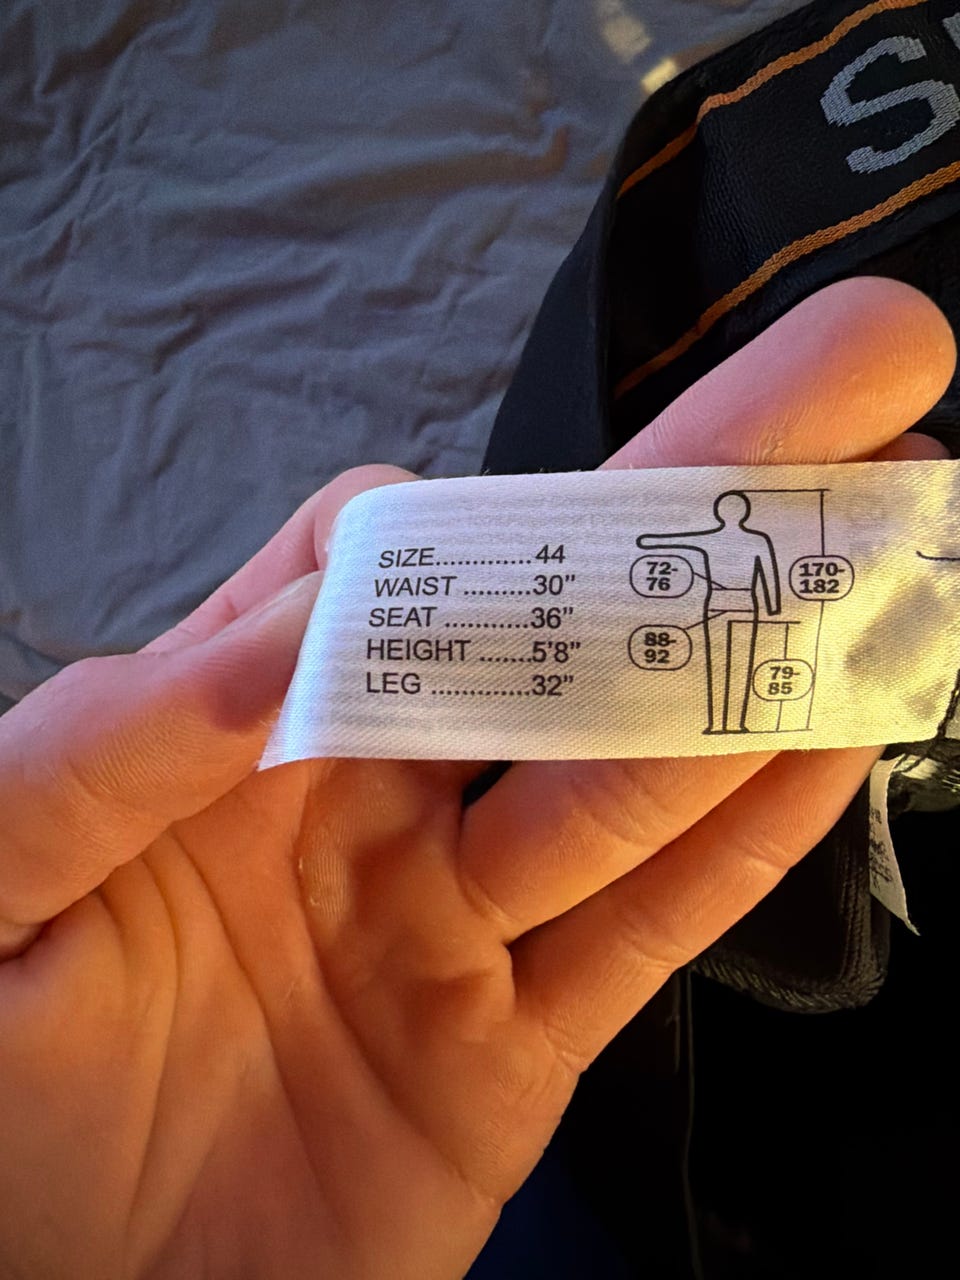 S
SIZE.............44
WAIST .........30"
SEAT ...........36"
HEIGHT .......5'8"
LEG .............32"
72-
76
170-
182
88-
92
79-
85